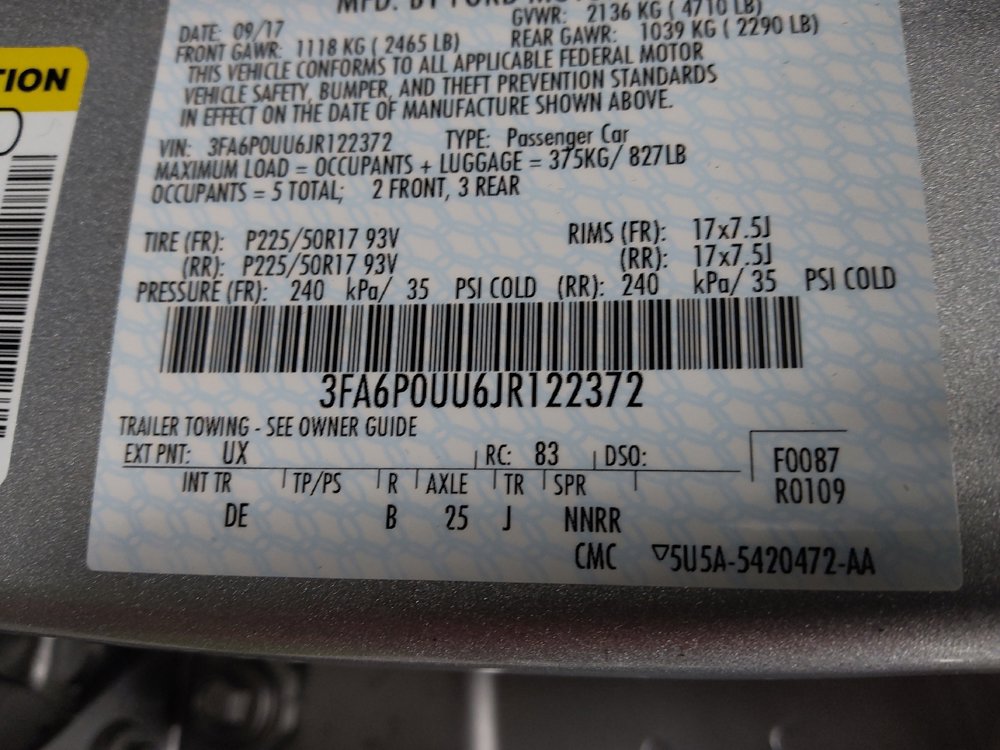 MFD. BY FORD MO
DATE: 09/17 GVWR: 2136 KG ( 4710 LB)
FRONT GAWR: 1118 KG ( 2465 LB) REAR GAWR: 1039 KG ( 2290 LB)
THIS VEHICLE CONFORMS TO ALL APPLICABLE FEDERAL MOTOR
VEHICLE SAFETY, BUMPER, AND THEFT PREVENTION STANDARDS
IN EFFECT ON THE DATE OF MANUFACTURE SHOWN ABOVE.
VIN: 3FA6P0UU6JR122372 TYPE: Passenger Car
MAXIMUM LOAD = OCCUPANTS + LUGGAGE = 375KG/ 827LB
OCCUPANTS = 5 TOTAL; 2 FRONT, 3 REAR
TIRE (FR): P225/50R17 93V RIMS (FR): 17x7.5J
(RR): P225/50R17 93V (RR): 17x7.5J
PRESSURE (FR): 240 kPa/ 35 PSI COLD (RR): 240 kPa/ 35 PSI COLD
3FA6P0UU6JR122372
TRAILER TOWING - SEE OWNER GUIDE
EXT PNT: UX RC: 83 DSO: F0087
INT TR TP/PS R AXLE TR SPR R0109
DE B 25 J NNRR
CMC ▽5U5A-5420472-AA
TION